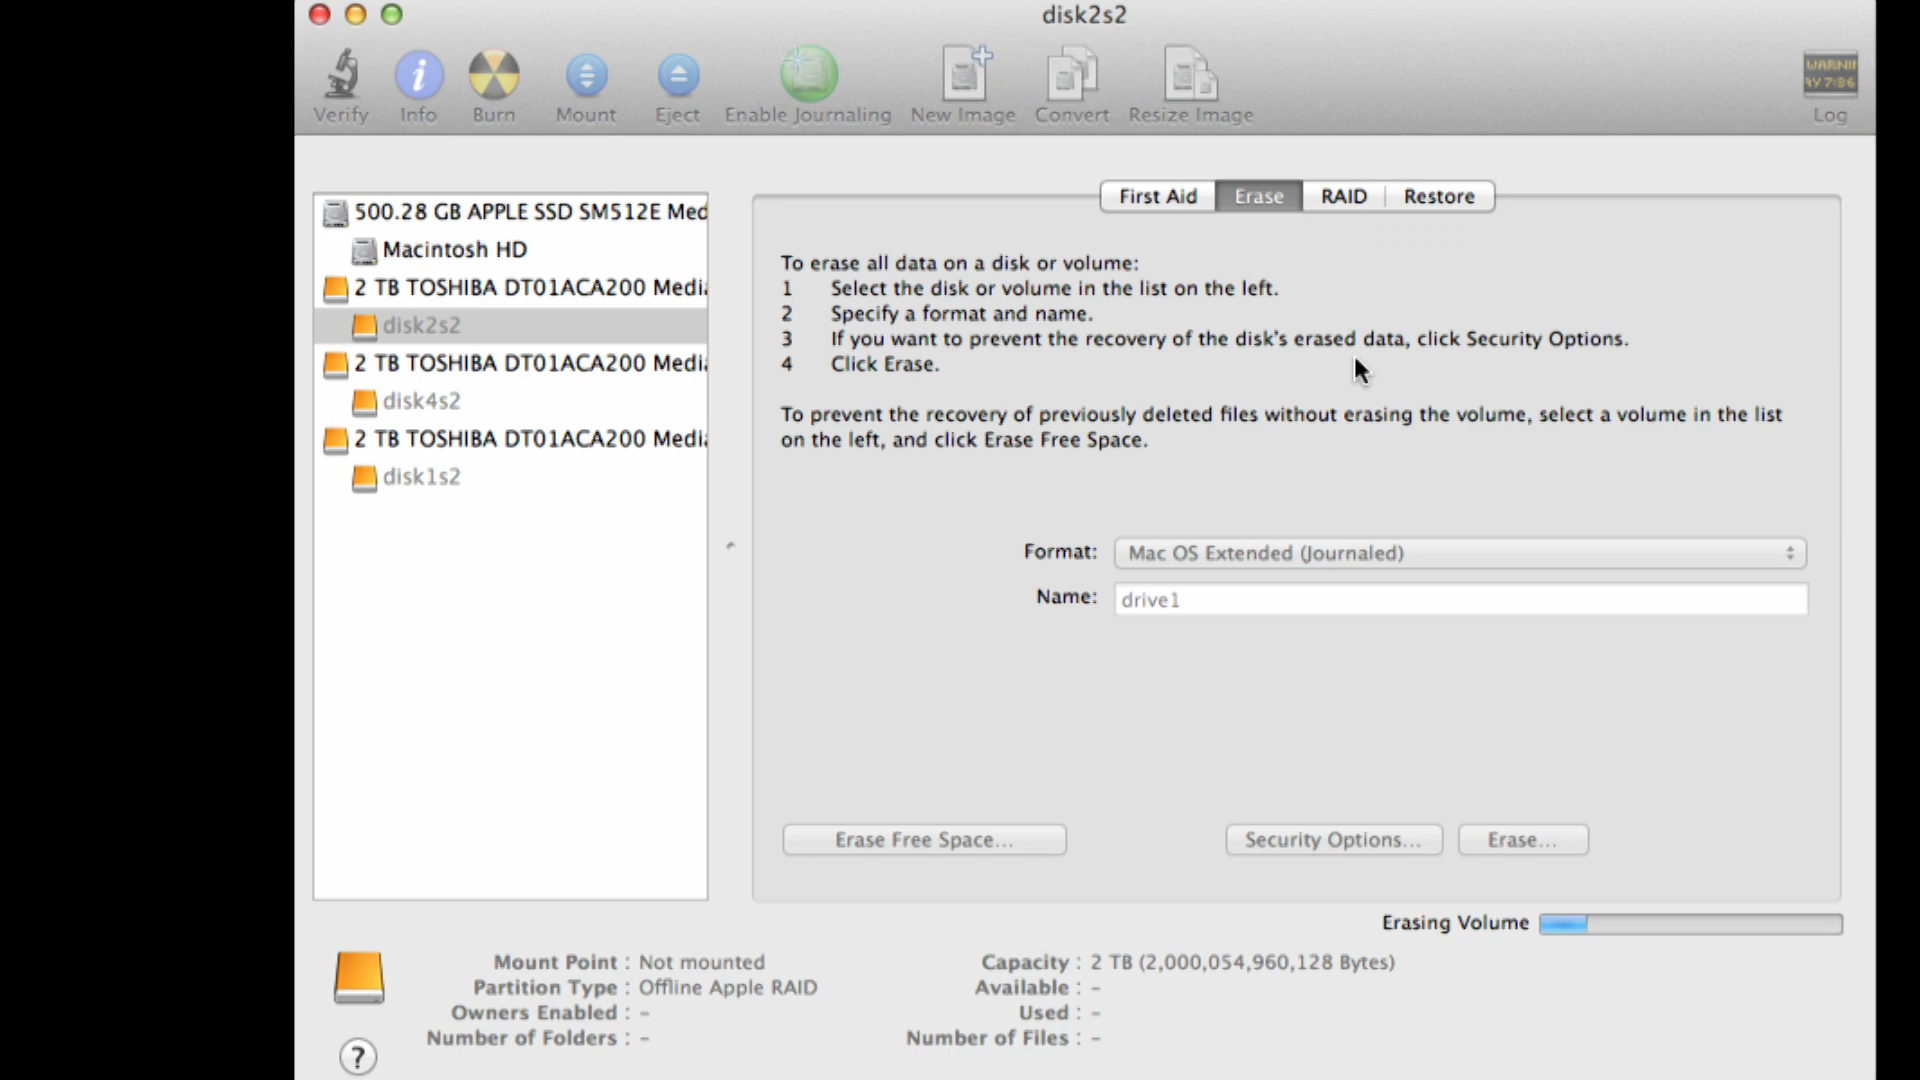 disk2s2
Verify Info Burn Mount Eject Enable Journaling New Image Convert Resize Image Log
WARNIN
AY 7:36
First Aid Erase RAID Restore
500.28 GB APPLE SSD SM512E Med
Macintosh HD
2 TB TOSHIBA DT01ACA200 Media
disk2s2
2 TB TOSHIBA DT01ACA200 Media
disk4s2
2 TB TOSHIBA DT01ACA200 Media
disk1s2
To erase all data on a disk or volume:
1 Select the disk or volume in the list on the left.
2 Specify a format and name.
3 If you want to prevent the recovery of the disk's erased data, click Security Options.
4 Click Erase.
To prevent the recovery of previously deleted files without erasing the volume, select a volume in the list
on the left, and click Erase Free Space.
Format: Mac OS Extended (Journaled)
Name: drive1
Erase Free Space... Security Options... Erase...
Erasing Volume
Mount Point : Not mounted
Partition Type : Offline Apple RAID
Owners Enabled : -
Number of Folders : -
Capacity : 2 TB (2,000,054,960,128 Bytes)
Available : -
Used : -
Number of Files : -
?